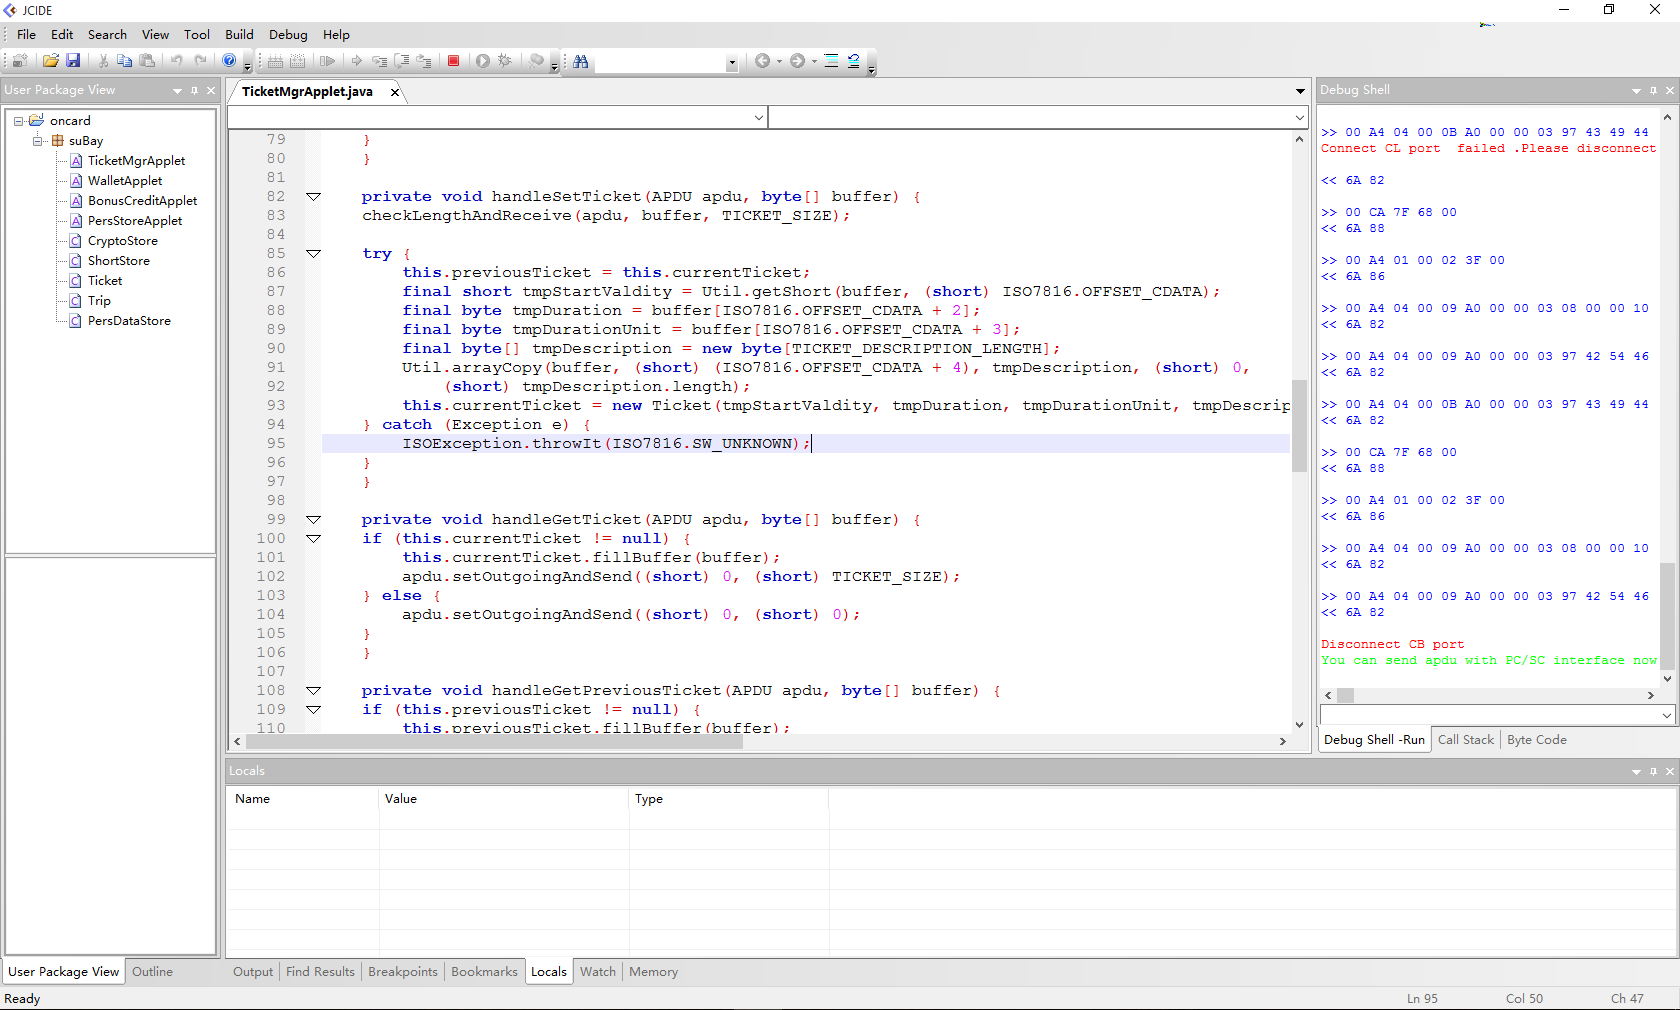 JCIDE
File Edit Search View Tool Build Debug Help
User Package View
oncard
suBay
TicketMgrApplet
WalletApplet
BonusCreditApplet
PersStoreApplet
CryptoStore
ShortStore
Ticket
Trip
PersDataStore
User Package View Outline
TicketMgrApplet.java
79 }
80 }
81
82 private void handleSetTicket(APDU apdu, byte[] buffer) {
83 checkLengthAndReceive(apdu, buffer, TICKET_SIZE);
84
85 try {
86 this.previousTicket = this.currentTicket;
87 final short tmpStartValdity = Util.getShort(buffer, (short) ISO7816.OFFSET_CDATA);
88 final byte tmpDuration = buffer[ISO7816.OFFSET_CDATA + 2];
89 final byte tmpDurationUnit = buffer[ISO7816.OFFSET_CDATA + 3];
90 final byte[] tmpDescription = new byte[TICKET_DESCRIPTION_LENGTH];
91 Util.arrayCopy(buffer, (short) (ISO7816.OFFSET_CDATA + 4), tmpDescription, (short) 0,
92 (short) tmpDescription.length);
93 this.currentTicket = new Ticket(tmpStartValdity, tmpDuration, tmpDurationUnit, tmpDescrip
94 } catch (Exception e) {
95 ISOException.throwIt(ISO7816.SW_UNKNOWN);
96 }
97 }
98
99 private void handleGetTicket(APDU apdu, byte[] buffer) {
100 if (this.currentTicket != null) {
101 this.currentTicket.fillBuffer(buffer);
102 apdu.setOutgoingAndSend((short) 0, (short) TICKET_SIZE);
103 } else {
104 apdu.setOutgoingAndSend((short) 0, (short) 0);
105 }
106 }
107
108 private void handleGetPreviousTicket(APDU apdu, byte[] buffer) {
109 if (this.previousTicket != null) {
110 this.previousTicket.fillBuffer(buffer);
Debug Shell
>> 00 A4 04 00 0B A0 00 00 03 97 43 49 44
Connect CL port failed .Please disconnect
<< 6A 82
>> 00 CA 7F 68 00
<< 6A 88
>> 00 A4 01 00 02 3F 00
<< 6A 86
>> 00 A4 04 00 09 A0 00 00 03 08 00 00 10
<< 6A 82
>> 00 A4 04 00 09 A0 00 00 03 97 42 54 46
<< 6A 82
>> 00 A4 04 00 0B A0 00 00 03 97 43 49 44
<< 6A 82
>> 00 CA 7F 68 00
<< 6A 88
>> 00 A4 01 00 02 3F 00
<< 6A 86
>> 00 A4 04 00 09 A0 00 00 03 08 00 00 10
<< 6A 82
>> 00 A4 04 00 09 A0 00 00 03 97 42 54 46
<< 6A 82
Disconnect CB port
You can send apdu with PC/SC interface now
Debug Shell -Run Call Stack Byte Code
Locals
Name Value Type
Output Find Results Breakpoints Bookmarks Locals Watch Memory
Ready Ln 95 Col 50 Ch 47